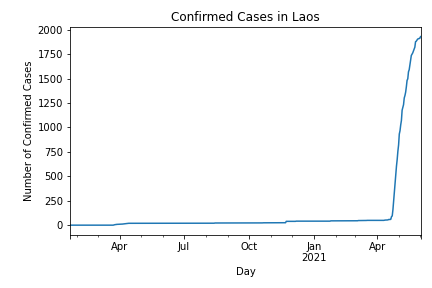 Confirmed Cases in Laos
Number of Confirmed Cases
2000
1750
1500
1250
1000
750
500
250
0
Apr Jul Oct Jan Apr
2021
Day